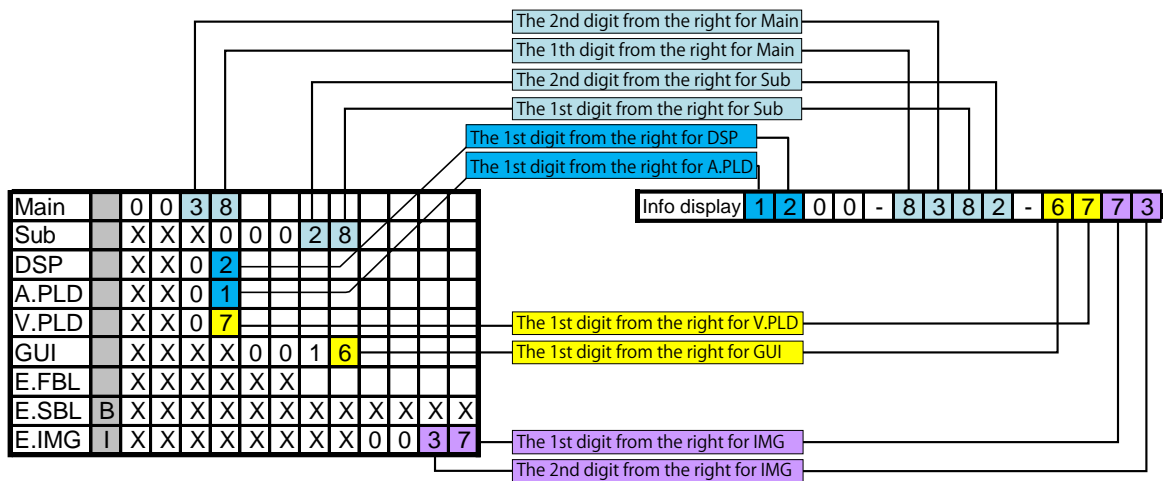 The 2nd digit from the right for Main
The 1th digit from the right for Main
The 2nd digit from the right for Sub
The 1st digit from the right for Sub
The 1st digit from the right for DSP
The 1st digit from the right for A.PLD
Main 0 0 3 8
Sub X X X 0 0 0 2 8
DSP X X 0 2
A.PLD X X 0 1
V.PLD X X 0 7
GUI X X X X 0 0 1 6
E.FBL X X X X X X
E.SBL B X X X X X X X X X X X X
E.IMG I X X X X X X X X 0 0 3 7
Info display 1 2 0 0 - 8 3 8 2 - 6 7 7 3
The 1st digit from the right for V.PLD
The 1st digit from the right for GUI
The 1st digit from the right for IMG
The 2nd digit from the right for IMG